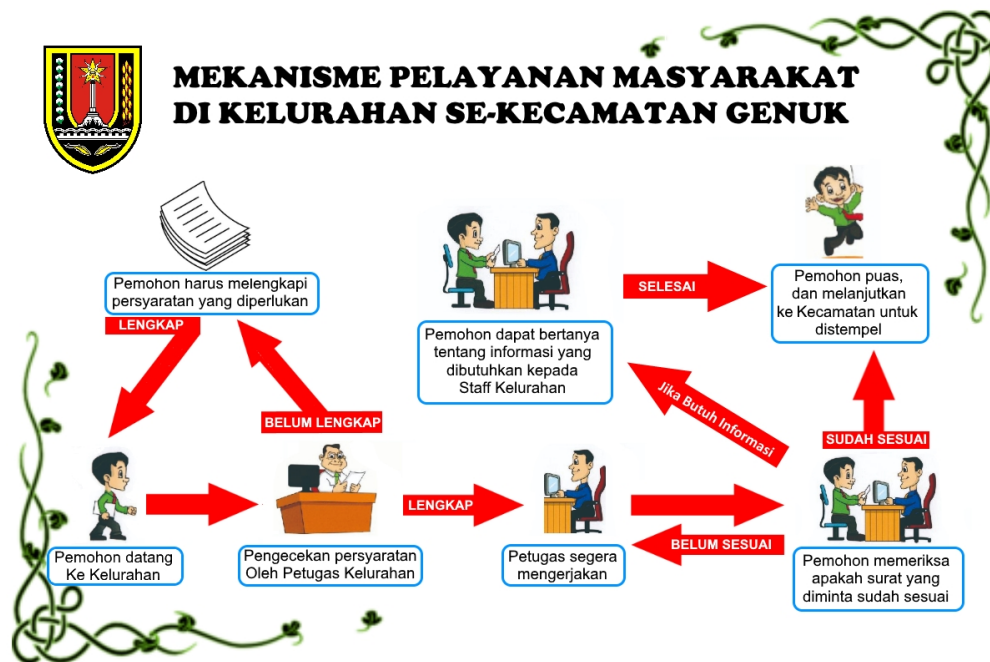 MEKANISME PELAYANAN MASYARAKAT
DI KELURAHAN SE-KECAMATAN GENUK
Pemohon harus melengkapi
persyaratan yang diperlukan
LENGKAP
BELUM LENGKAP
Pemohon datang
Ke Kelurahan
Pengecekan persyaratan
Oleh Petugas Kelurahan
LENGKAP
Petugas segera
mengerjakan
BELUM SESUAI
Pemohon memeriksa
apakah surat yang
diminta sudah sesuai
Jika Butuh Informasi
Pemohon dapat bertanya
tentang informasi yang
dibutuhkan kepada
Staff Kelurahan
SELESAI
SUDAH SESUAI
Pemohon puas,
dan melanjutkan
ke Kecamatan untuk
distempel